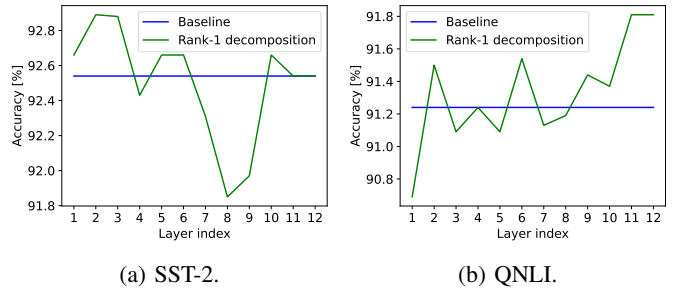 Baseline
Rank-1 decomposition
Accuracy [%]
92.8
92.6
92.4
92.2
92.0
91.8
1 2 3 4 5 6 7 8 9 10 11 12
Layer index
(a) SST-2.
Baseline
Rank-1 decomposition
Accuracy [%]
91.8
91.6
91.4
91.2
91.0
90.8
1 2 3 4 5 6 7 8 9 10 11 12
Layer index
(b) QNLI.